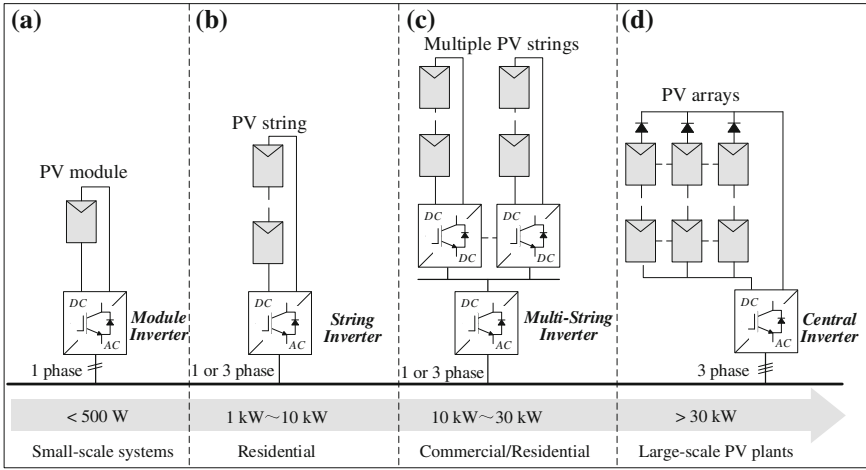 (a)
PV module
DC
AC
Module
Inverter
1 phase
< 500 W
Small-scale systems
(b)
PV string
DC
AC
String
Inverter
1 or 3 phase
1 kW~10 kW
Residential
(c)
Multiple PV strings
DC
DC
DC
DC
DC
AC
Multi-String
Inverter
1 or 3 phase
10 kW~30 kW
Commercial/Residential
(d)
PV arrays
DC
AC
Central
Inverter
3 phase
> 30 kW
Large-scale PV plants